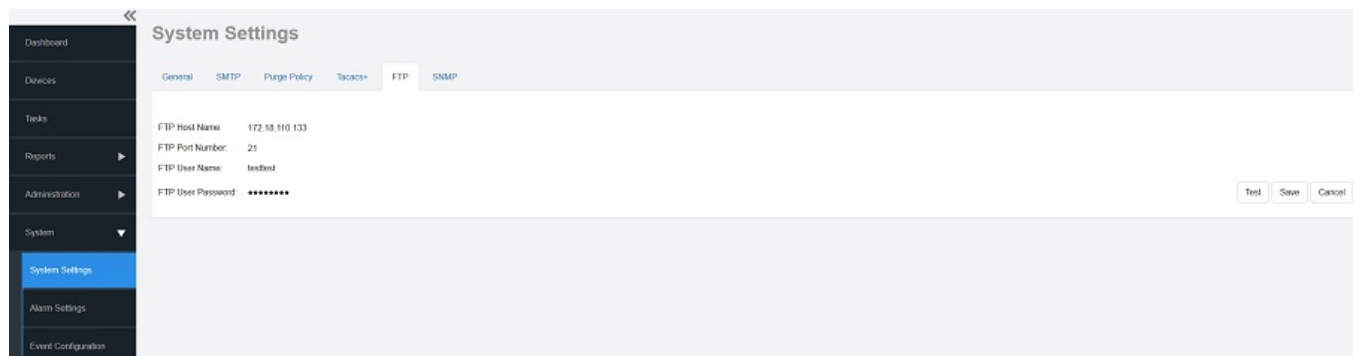 «
Dashboard
Devices
Tasks
Reports
Administration
System
System Settings
Alarm Settings
Event Configuration
System Settings
General SMTP Purge Policy Tacacs+ FTP SNMP
FTP Host Name: 172.18.110.133
FTP Port Number: 21
FTP User Name: testtest
FTP User Password: ●●●●●●●●
Test Save Cancel